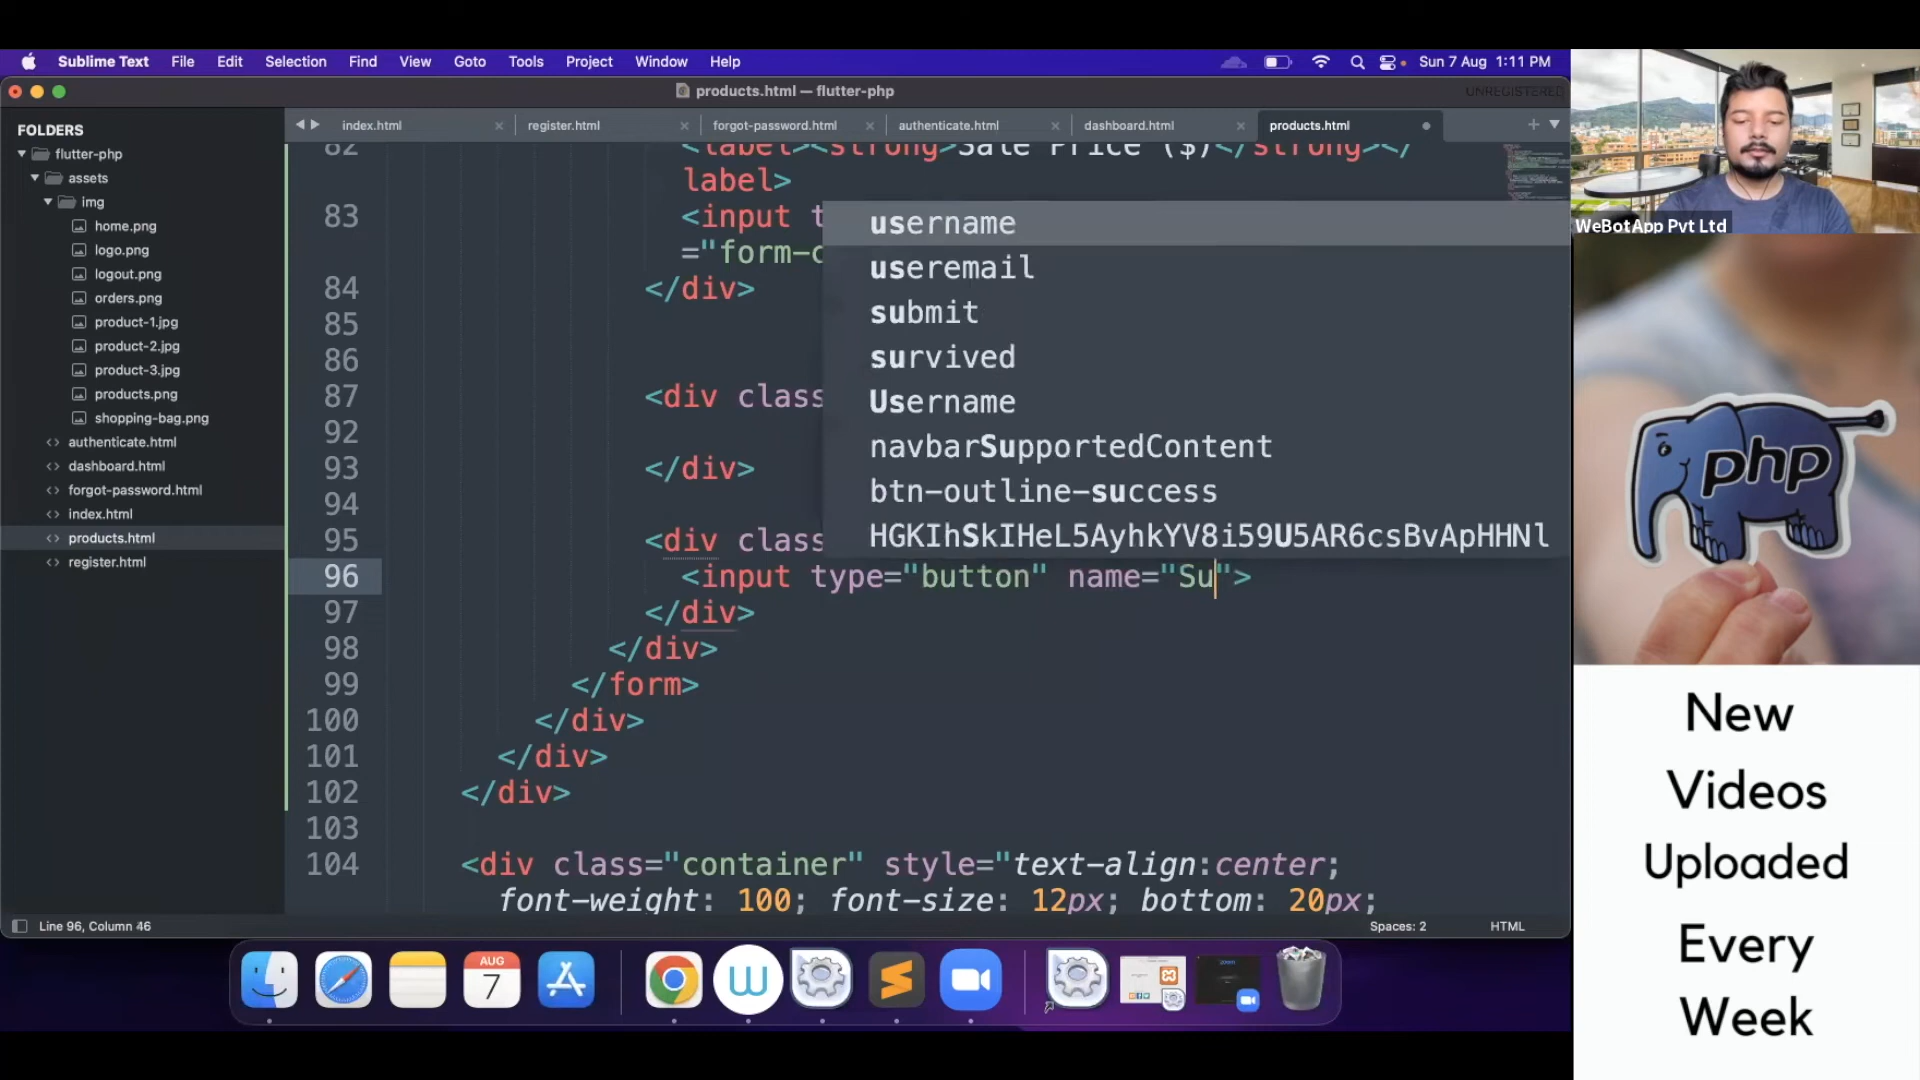 Sublime Text File Edit Selection Find View Goto Tools Project Window Help Sun 7 Aug 1:11 PM
products.html — flutter-php UNREGISTERED
FOLDERS
flutter-php
assets
img
home.png
logo.png
logout.png
orders.png
product-1.jpg
product-2.jpg
product-3.jpg
products.png
shopping-bag.png
authenticate.html
dashboard.html
forgot-password.html
index.html
products.html
register.html
index.html register.html forgot-password.html authenticate.html dashboard.html products.html
82 <label><strong>Sale Price ($)</strong></
label>
83 <input t
="form-c
84 </div>
85
86
87 <div class
92
93 </div>
94
95 <div class
96 <input type="button" name="Su">
97 </div>
98 </div>
99 </form>
100 </div>
101 </div>
102 </div>
103
104 <div class="container" style="text-align:center;
font-weight: 100; font-size: 12px; bottom: 20px;
username
useremail
submit
survived
Username
navbarSupportedContent
btn-outline-success
HGKIhSkIHeL5AyhkYV8i59U5AR6csBvApHHNl
Line 96, Column 46 Spaces: 2 HTML
AUG
7
WeBotApp Pvt Ltd
php
New
Videos
Uploaded
Every
Week